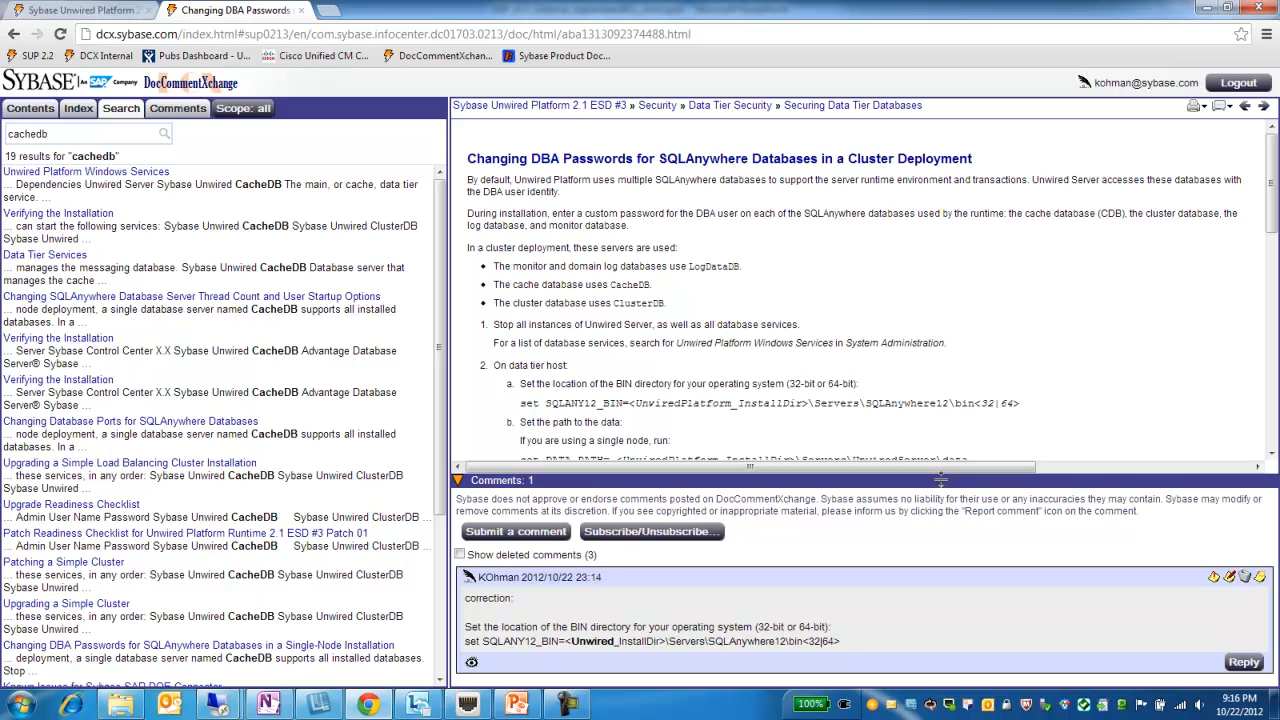 Sybase Unwired Platform
Changing DBA Passwords
dcx.sybase.com/index.html#sup0213/en/com.sybase.infocenter.dc01703.0213/doc/html/aba1313092374488.html
SUP 2.2 DCX Internal Pubs Dashboard - U... Cisco Unified CM C... DocCommentXchan... Sybase Product Doc...
SYBASE An SAP Company DocCommentXchange
kohman@sybase.com Logout
Contents Index Search Comments Scope: all
cachedb
19 results for "cachedb"
Unwired Platform Windows Services
... Dependencies Unwired Server Sybase Unwired CacheDB The main, or cache, data tier
service. ...
Verifying the Installation
... can start the following services: Sybase Unwired CacheDB Sybase Unwired ClusterDB
Sybase Unwired ...
Data Tier Services
... manages the messaging database. Sybase Unwired CacheDB Database server that
manages the cache ...
Changing SQLAnywhere Database Server Thread Count and User Startup Options
... node deployment, a single database server named CacheDB supports all installed
databases. In a ...
Verifying the Installation
... Server Sybase Control Center X.X Sybase Unwired CacheDB Advantage Database
Server® Sybase ...
Verifying the Installation
... Server Sybase Control Center X.X Sybase Unwired CacheDB Advantage Database
Server® Sybase ...
Changing Database Ports for SQLAnywhere Databases
... node deployment, a single database server named CacheDB supports all installed
databases. In a ...
Upgrading a Simple Load Balancing Cluster Installation
... these services, in any order: Sybase Unwired CacheDB Sybase Unwired ClusterDB
Sybase Unwired ...
Upgrade Readiness Checklist
... Admin User Name Password Sybase Unwired CacheDB Sybase Unwired ClusterDB ...
Patch Readiness Checklist for Unwired Platform Runtime 2.1 ESD #3 Patch 01
... Admin User Name Password Sybase Unwired CacheDB Sybase Unwired ClusterDB ...
Patching a Simple Cluster
... these services, in any order: Sybase Unwired CacheDB Sybase Unwired ClusterDB
Sybase Unwired ...
Upgrading a Simple Cluster
... these services, in any order: Sybase Unwired CacheDB Sybase Unwired ClusterDB
Sybase Unwired ...
Changing DBA Passwords for SQLAnywhere Databases in a Single-Node Installation
... deployment, a single database server named CacheDB supports all installed databases.
Stop ...
Known Issues for Sybase SAP DOE Connector
Sybase Unwired Platform 2.1 ESD #3 » Security » Data Tier Security » Securing Data Tier Databases
Changing DBA Passwords for SQLAnywhere Databases in a Cluster Deployment
By default, Unwired Platform uses multiple SQLAnywhere databases to support the server runtime environment and transactions. Unwired Server accesses these databases with
the DBA user identity.
During installation, enter a custom password for the DBA user on each of the SQLAnywhere databases used by the runtime: the cache database (CDB), the cluster database, the
log database, and monitor database.
In a cluster deployment, these servers are used:
• The monitor and domain log databases use LogDataDB.
• The cache database uses CacheDB.
• The cluster database uses ClusterDB.
1. Stop all instances of Unwired Server, as well as all database services.
For a list of database services, search for Unwired Platform Windows Services in System Administration.
2. On data tier host:
a. Set the location of the BIN directory for your operating system (32-bit or 64-bit):
set SQLANY12_BIN=<UnwiredPlatform_InstallDir>\Servers\SQLAnywhere12\bin<32|64>
b. Set the path to the data:
If you are using a single node, run:
set DATA_PATH= <UnwiredPlatform_InstallDir>\Servers\UnwiredServer\data
Comments: 1
Sybase does not approve or endorse comments posted on DocCommentXchange. Sybase assumes no liability for their use or any inaccuracies they may contain. Sybase may modify or
remove comments at its discretion. If you see copyrighted or inappropriate material, please inform us by clicking the "Report comment" icon on the comment.
Submit a comment Subscribe/Unsubscribe...
Show deleted comments (3)
KOhman 2012/10/22 23:14
correction:
Set the location of the BIN directory for your operating system (32-bit or 64-bit):
set SQLANY12_BIN=<Unwired_InstallDir>\Servers\SQLAnywhere12\bin<32|64>
Reply
100%
9:16 PM
10/22/2012